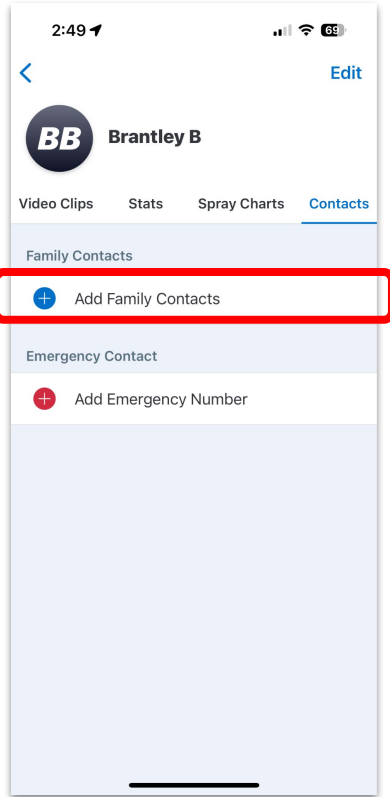 2:49 69
Edit
BB Brantley B
Video Clips Stats Spray Charts Contacts
Family Contacts
Add Family Contacts
Emergency Contact
Add Emergency Number